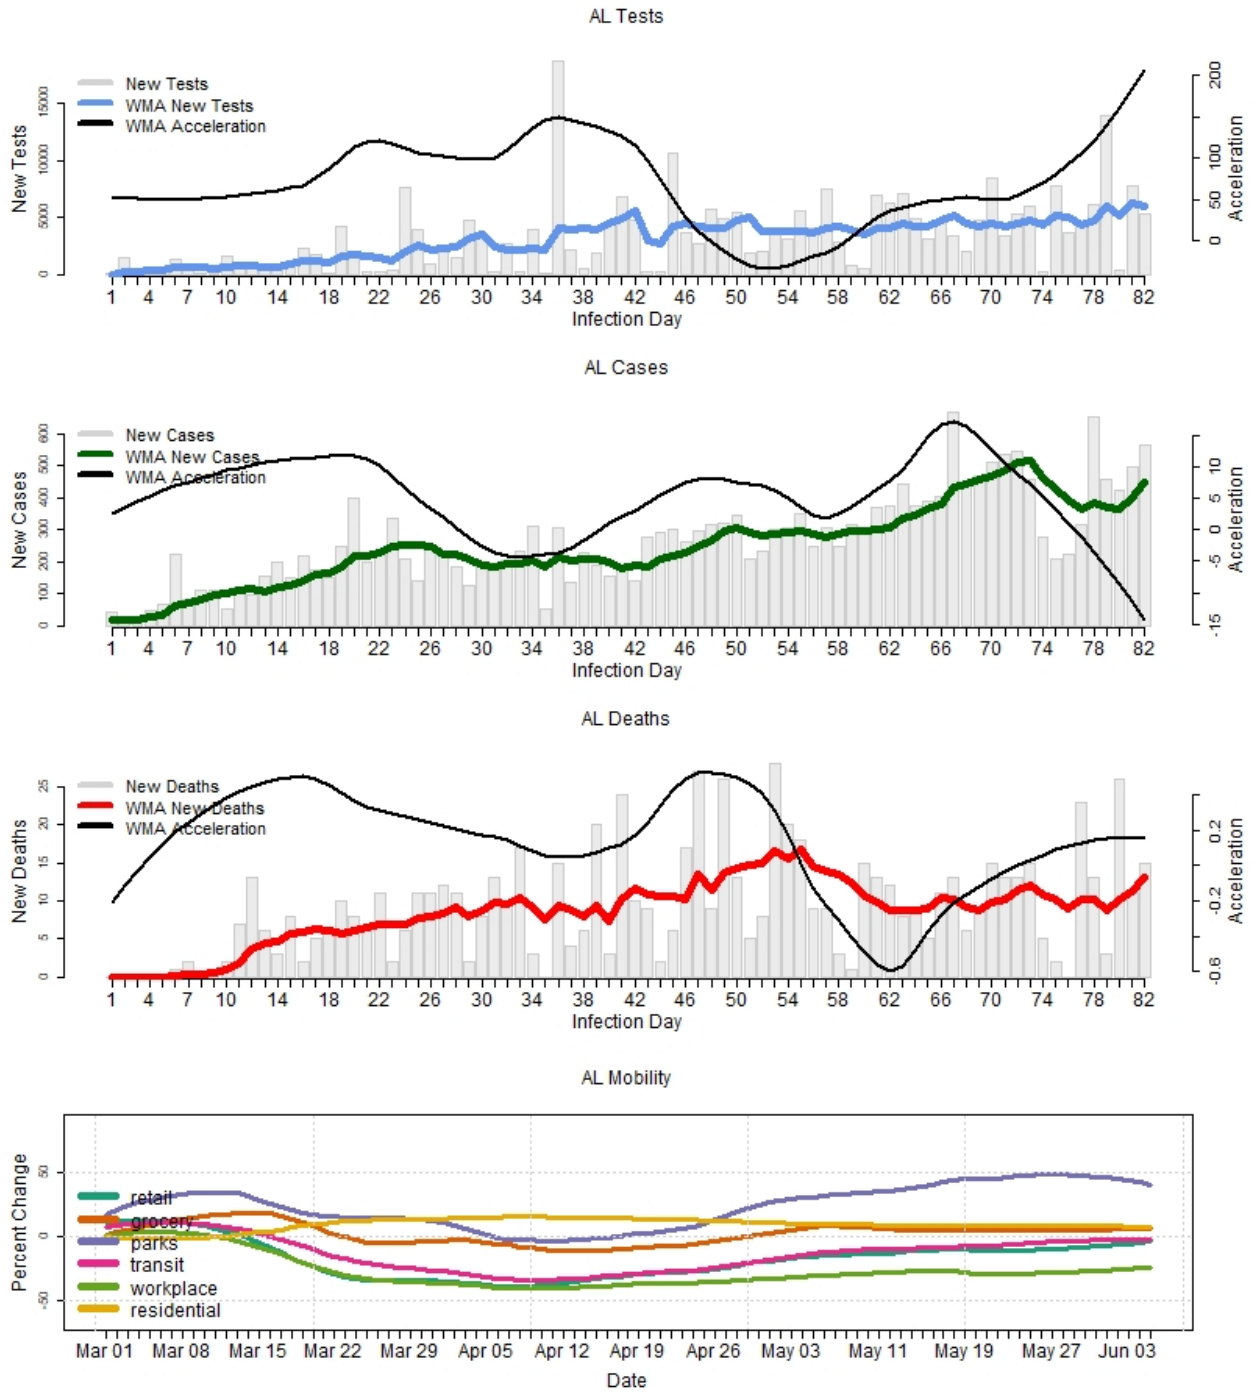 AL Tests
New Tests
WMA New Tests
WMA Acceleration
New Tests
0 5000 10000 15000
Acceleration
0 50 100 200
1 4 7 10 14 18 22 26 30 34 38 42 46 50 54 58 62 66 70 74 78 82
Infection Day
AL Cases
New Cases
WMA New Cases
WMA Acceleration
New Cases
0 100 200 300 400 500 600
Acceleration
-15 -5 0 5 10
1 4 7 10 14 18 22 26 30 34 38 42 46 50 54 58 62 66 70 74 78 82
Infection Day
AL Deaths
New Deaths
WMA New Deaths
WMA Acceleration
New Deaths
0 5 10 15 20 25
Acceleration
-0.6 -0.2 0.2
1 4 7 10 14 18 22 26 30 34 38 42 46 50 54 58 62 66 70 74 78 82
Infection Day
AL Mobility
Percent Change
-50 0 50
retail
grocery
parks
transit
workplace
residential
Mar 01 Mar 08 Mar 15 Mar 22 Mar 29 Apr 05 Apr 12 Apr 19 Apr 26 May 03 May 11 May 19 May 27 Jun 03
Date